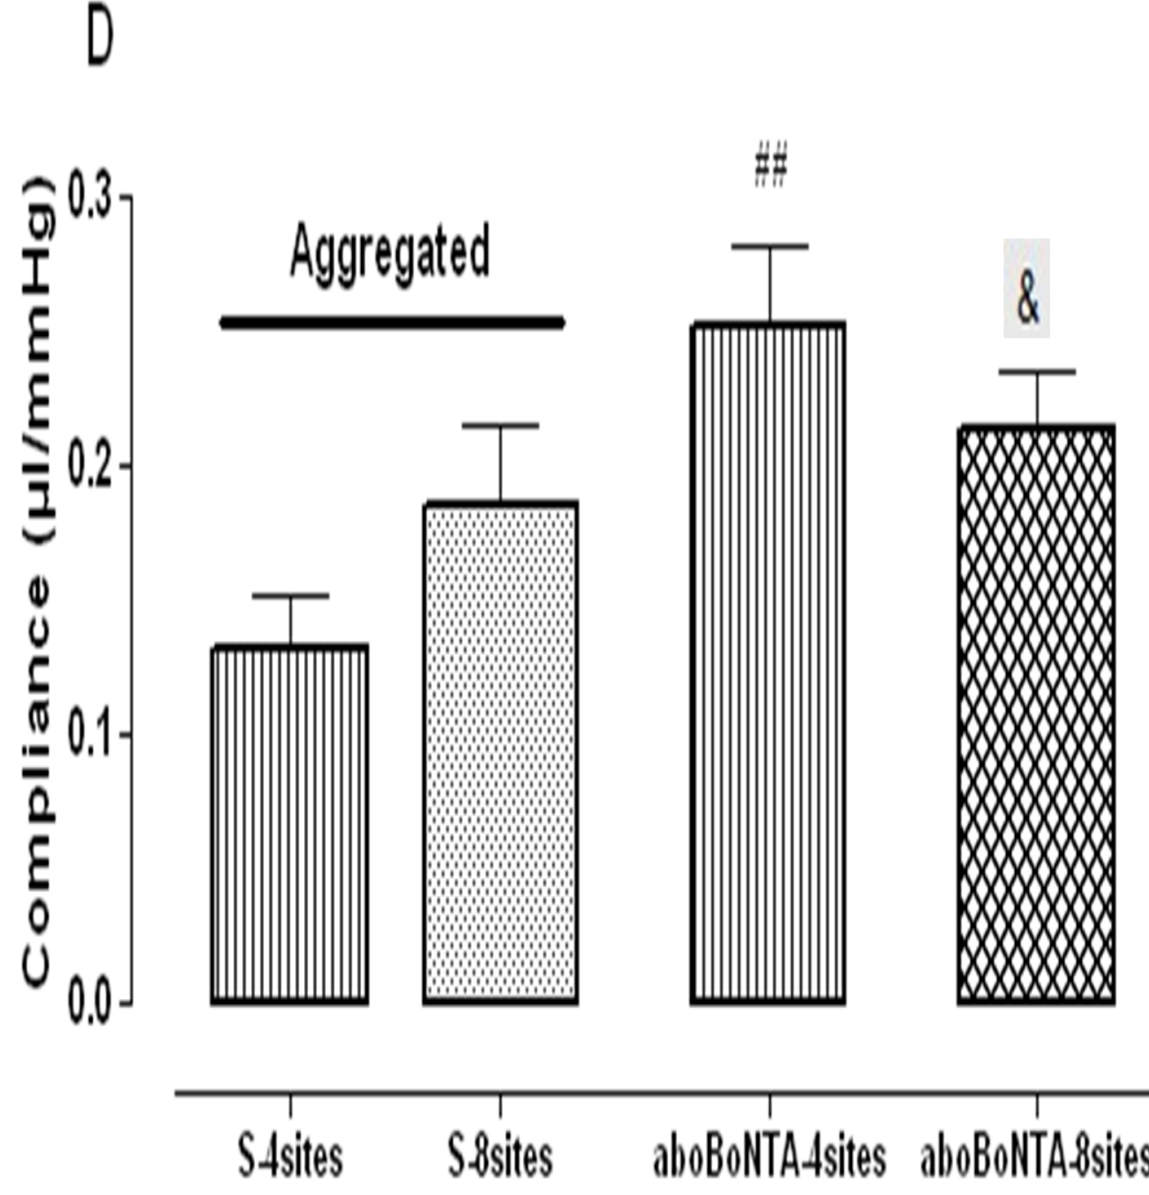 D
Compliance (µl/mmHg)
0.3
0.2
0.1
0.0
Aggregated
##
&
S-4sites
S-8sites
aboBoNTA-4sites
aboBoNTA-8sites